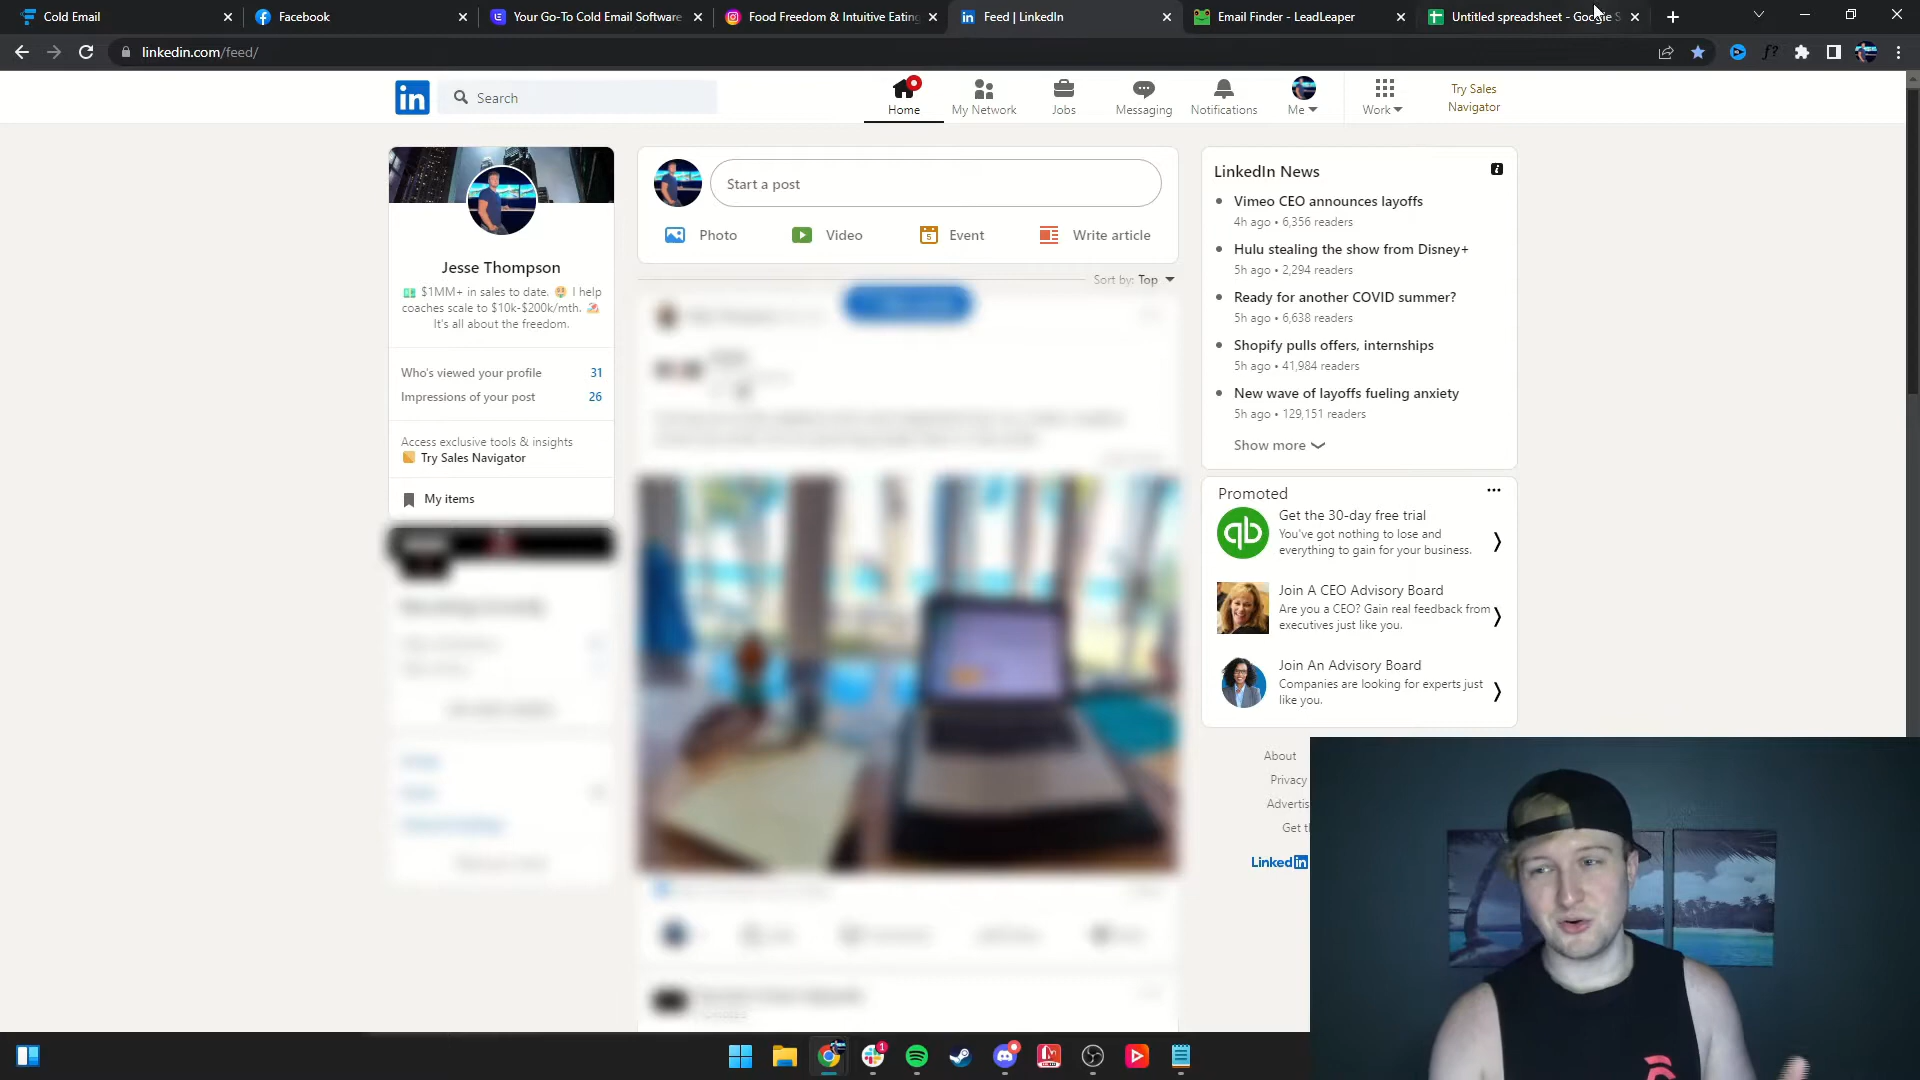 Cold Email
Facebook
Your Go-To Cold Email Software
Food Freedom & Intuitive Eating
Feed | LinkedIn
Email Finder - LeadLeaper
Untitled spreadsheet - Google S
linkedin.com/feed/
f?
in
Search
Home
My Network
Jobs
Messaging
Notifications
Me
Work
Try Sales
Navigator
Jesse Thompson
$1MM+ in sales to date. I help
coaches scale to $10k-$200k/mth.
It's all about the freedom.
Who's viewed your profile 31
Impressions of your post 26
Access exclusive tools & insights
Try Sales Navigator
My items
Start a post
Photo
Video
Event
Write article
Sort by: Top
LinkedIn News
Vimeo CEO announces layoffs
4h ago • 6,356 readers
Hulu stealing the show from Disney+
5h ago • 2,294 readers
Ready for another COVID summer?
5h ago • 6,638 readers
Shopify pulls offers, internships
5h ago • 41,984 readers
New wave of layoffs fueling anxiety
5h ago • 129,151 readers
Show more
Promoted
qb
Get the 30-day free trial
You've got nothing to lose and
everything to gain for your business.
Join A CEO Advisory Board
Are you a CEO? Gain real feedback from
executives just like you.
Join An Advisory Board
Companies are looking for experts just
like you.
About
Privacy
Advertis
Get th
LinkedIn
1